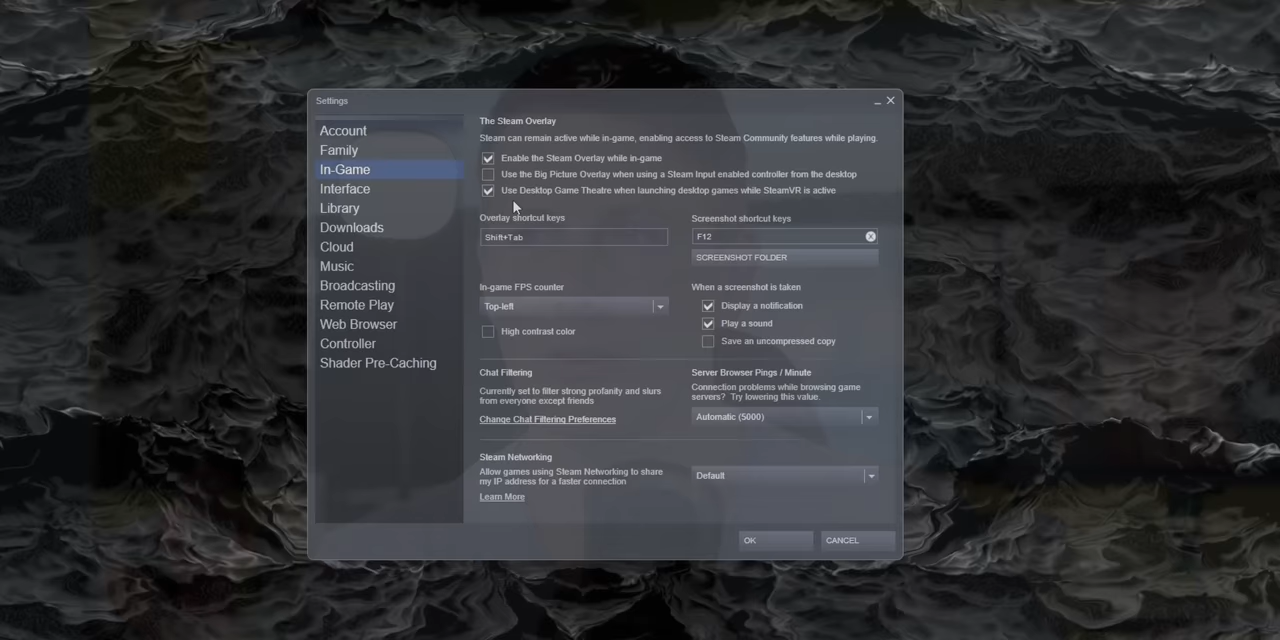 Settings
Account
Family
In-Game
Interface
Library
Downloads
Cloud
Music
Broadcasting
Remote Play
Web Browser
Controller
Shader Pre-Caching
The Steam Overlay
Steam can remain active while in-game, enabling access to Steam Community features while playing.
Enable the Steam Overlay while in-game
Use the Big Picture Overlay when using a Steam Input enabled controller from the desktop
Use Desktop Game Theatre when launching desktop games while SteamVR is active
Overlay shortcut keys
Shift+Tab
Screenshot shortcut keys
F12
SCREENSHOT FOLDER
In-game FPS counter
Top-left
High contrast color
When a screenshot is taken
Display a notification
Play a sound
Save an uncompressed copy
Chat Filtering
Currently set to filter strong profanity and slurs
from everyone except friends
Change Chat Filtering Preferences
Server Browser Pings / Minute
Connection problems while browsing game
servers? Try lowering this value.
Automatic (5000)
Steam Networking
Allow games using Steam Networking to share
my IP address for a faster connection
Learn More
Default
OK
CANCEL